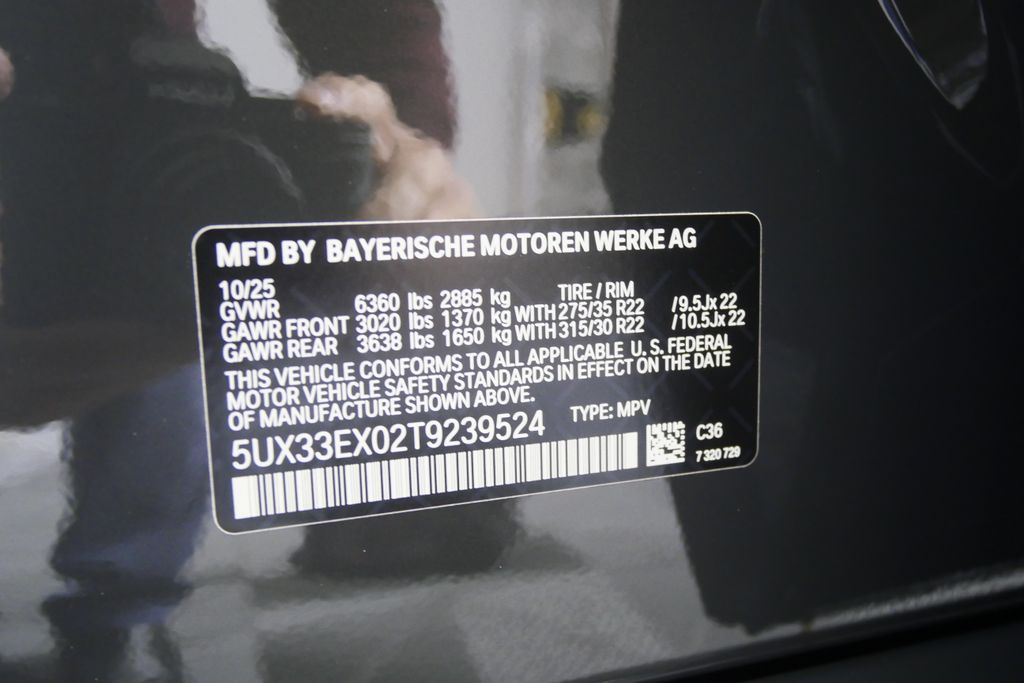 MFD BY BAYERISCHE MOTOREN WERKE AG
10/25 TIRE / RIM
GVWR 6360 lbs 2885 kg
GAWR FRONT 3020 lbs 1370 kg WITH 275/35 R22 /9.5Jx 22
GAWR REAR 3638 lbs 1650 kg WITH 315/30 R22 /10.5Jx 22
THIS VEHICLE CONFORMS TO ALL APPLICABLE U. S. FEDERAL
MOTOR VEHICLE SAFETY STANDARDS IN EFFECT ON THE DATE
OF MANUFACTURE SHOWN ABOVE.
5UX33EX02T9239524 TYPE: MPV
C36
7 320 729